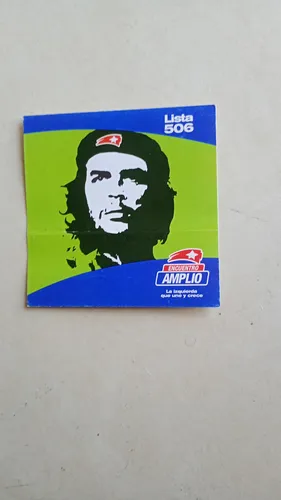 Lista
506
ENCUENTRO
AMPLIO
La izquierda
que une y crece